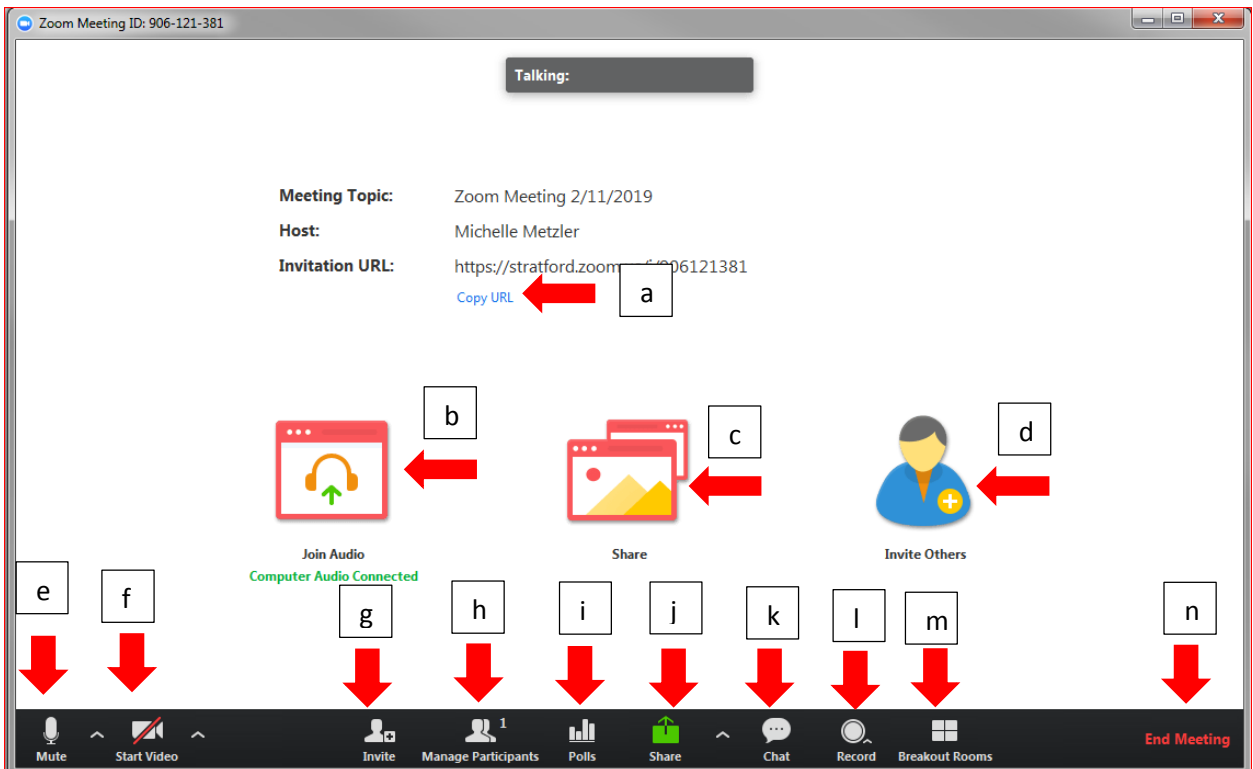 Zoom Meeting ID: 906-121-381
Talking:
Meeting Topic: Zoom Meeting 2/11/2019
Host: Michelle Metzler
Invitation URL: https://stratford.zoom 06121381
Copy URL
a
b
c
d
Join Audio Share Invite Others
Computer Audio Connected
e f g h i j k l m n
1
Mute Start Video Invite Manage Participants Polls Share Chat Record Breakout Rooms End Meeting